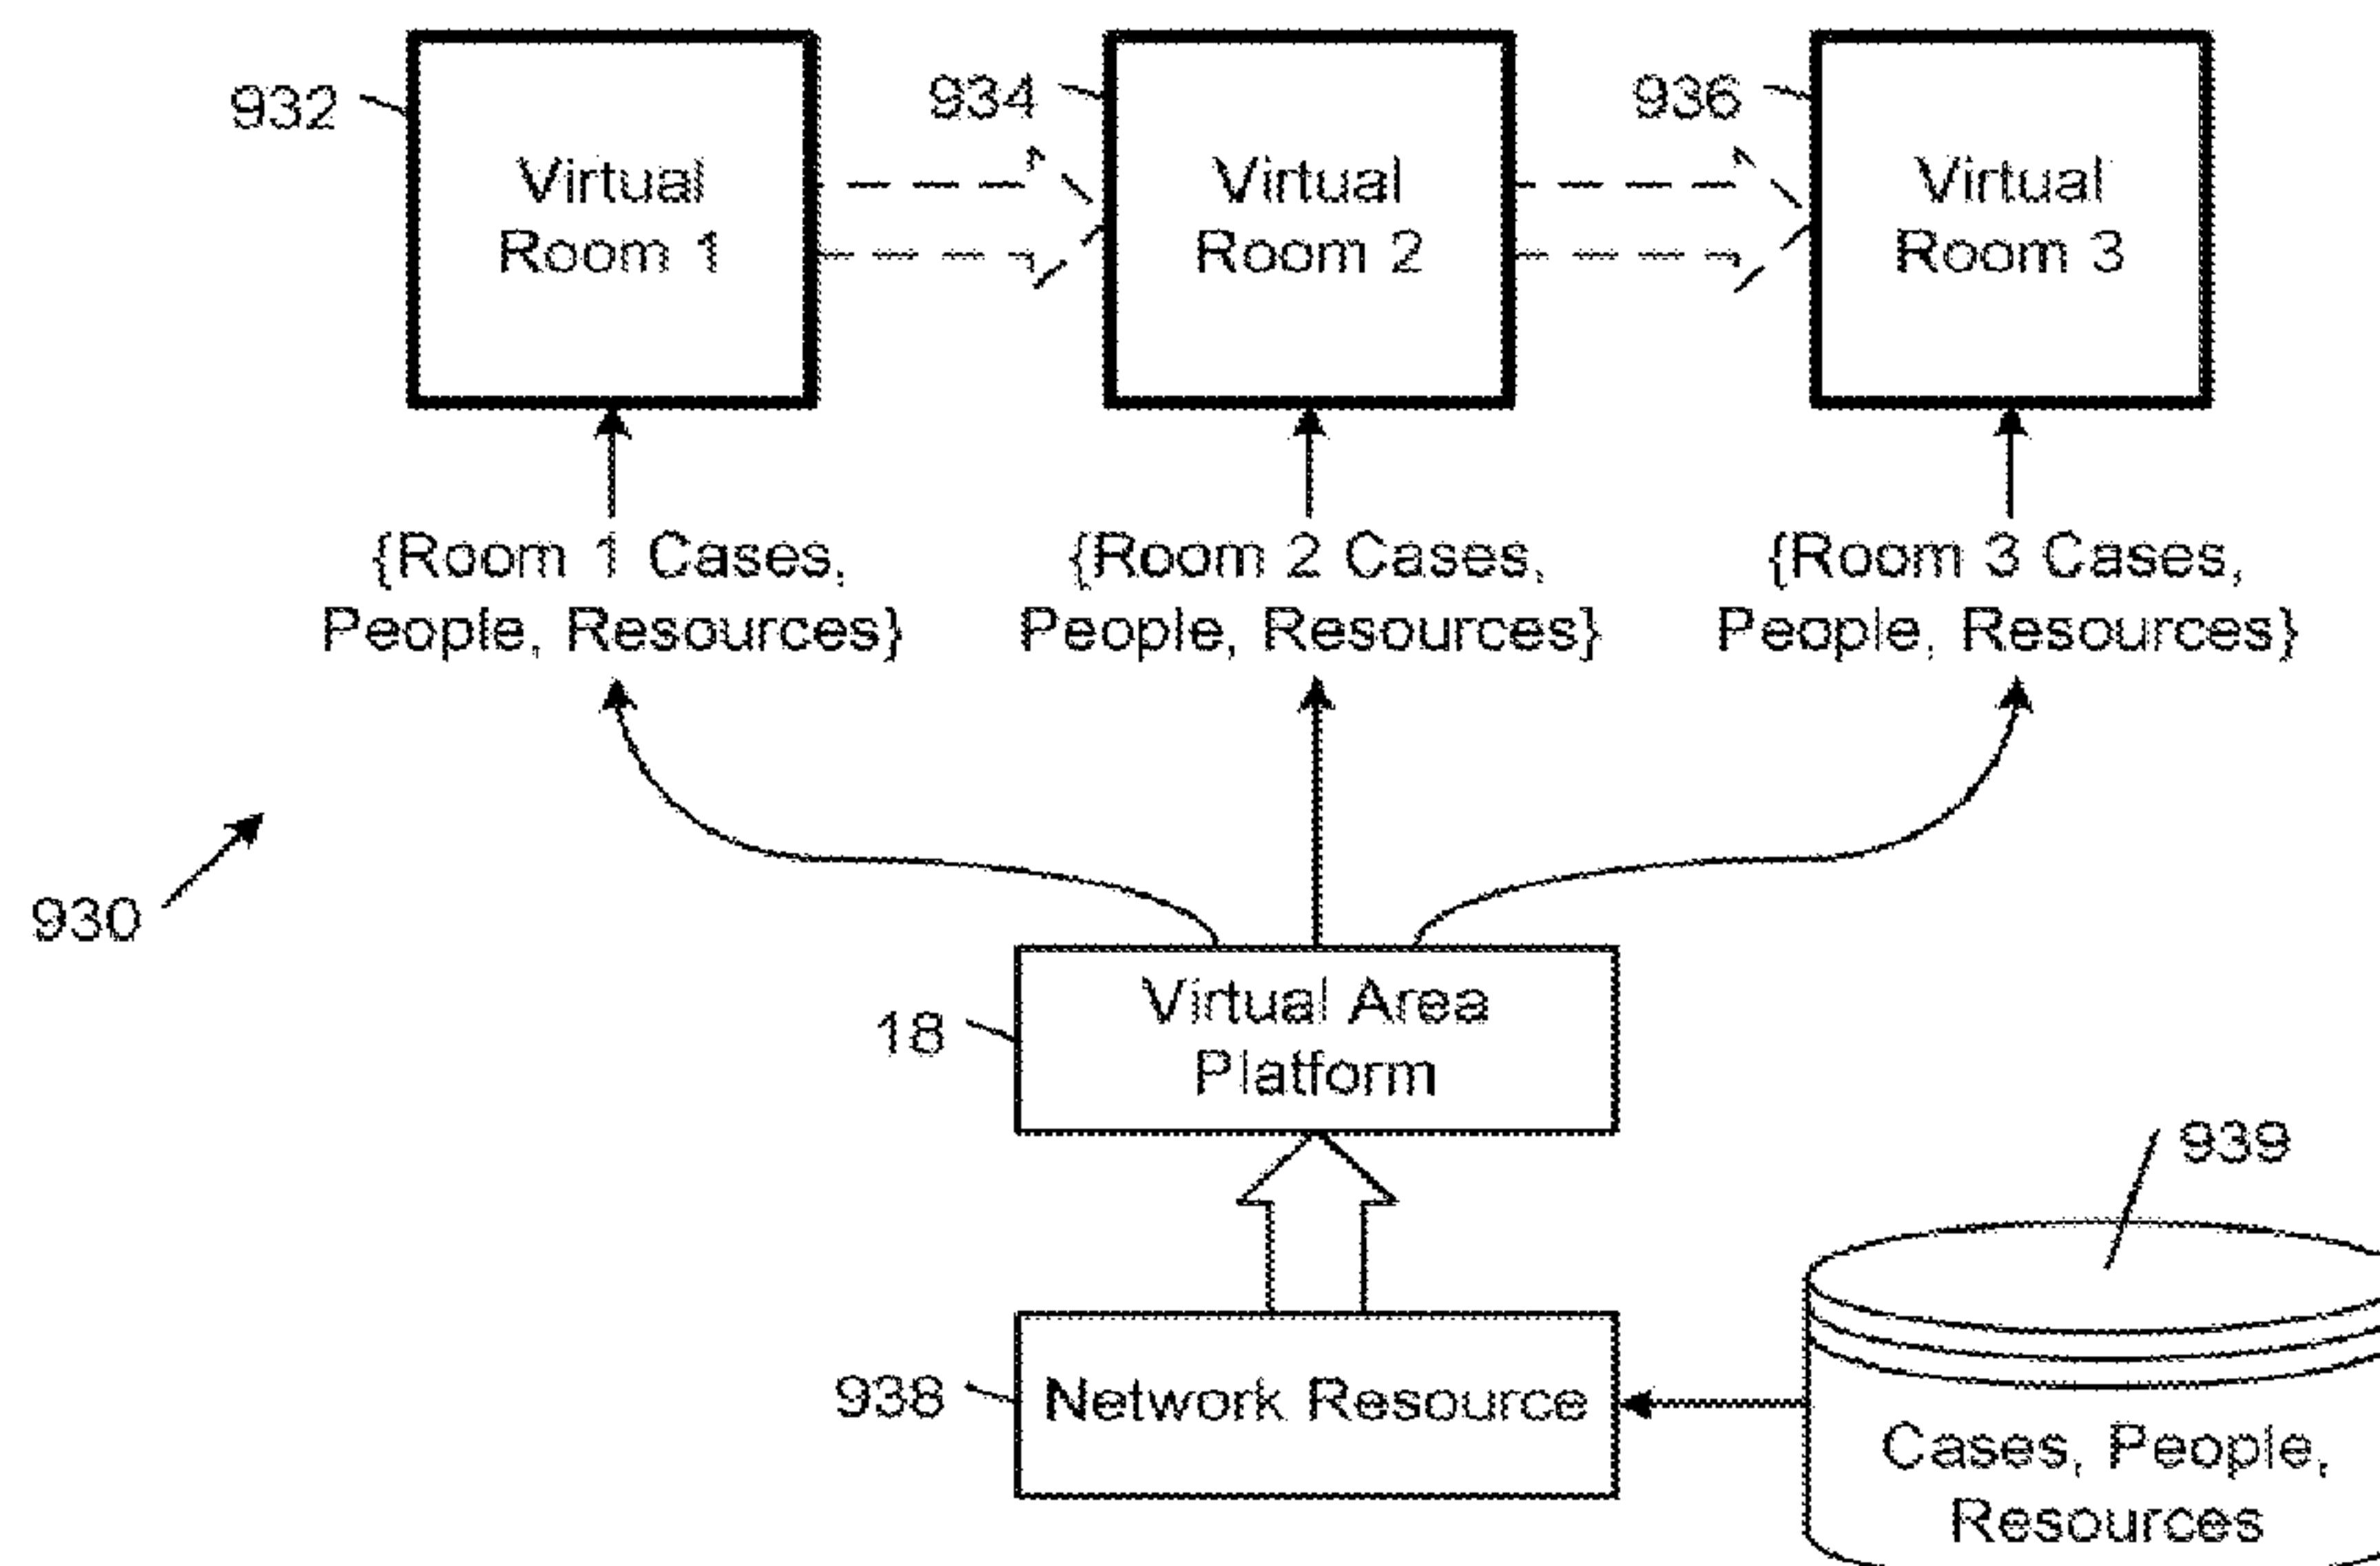 932
Virtual
Room 1
934
Virtual
Room 2
936
Virtual
Room 3
{Room 1 Cases,
People, Resources}
{Room 2 Cases,
People, Resources}
{Room 3 Cases,
People, Resources}
930
18
Virtual Area
Platform
939
938
Network Resource
Cases, People,
Resources